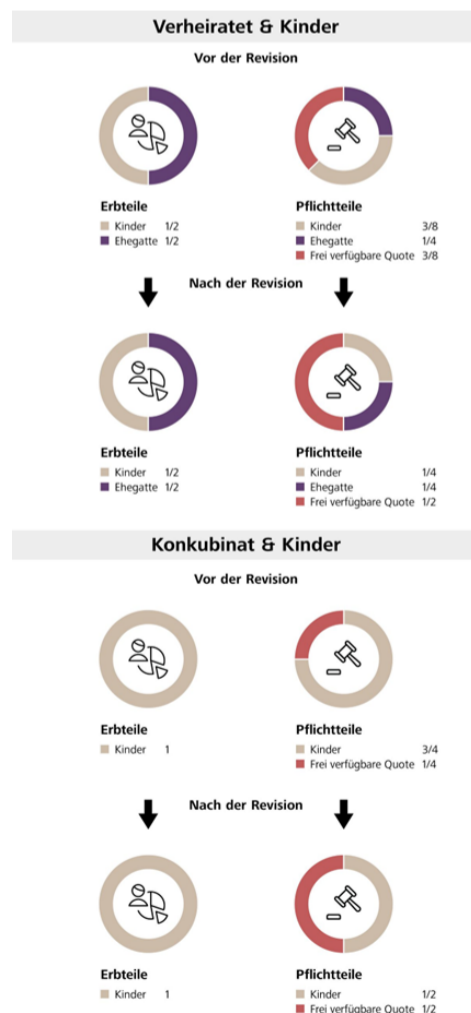 Verheiratet & Kinder
Vor der Revision
Erbteile
Kinder 1/2
Ehegatte 1/2
Pflichtteile
Kinder 3/8
Ehegatte 1/4
Frei verfügbare Quote 3/8
Nach der Revision
Erbteile
Kinder 1/2
Ehegatte 1/2
Pflichtteile
Kinder 1/4
Ehegatte 1/4
Frei verfügbare Quote 1/2
Konkubinat & Kinder
Vor der Revision
Erbteile
Kinder 1
Pflichtteile
Kinder 3/4
Frei verfügbare Quote 1/4
Nach der Revision
Erbteile
Kinder 1
Pflichtteile
Kinder 1/2
Frei verfügbare Quote 1/2